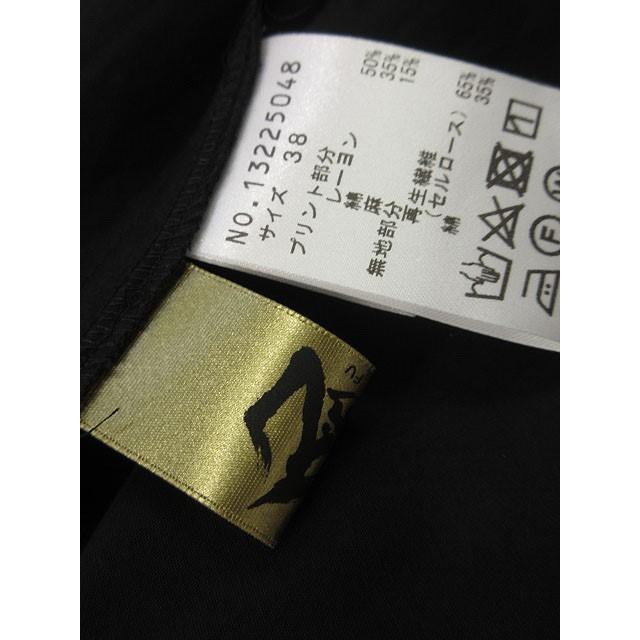 NO.13225048
サイズ 38
プリント部分
レーヨン 50%
綿 35%
麻 15%
無地部分
再生繊維
(セルロース) 65%
綿 35%
F
FU